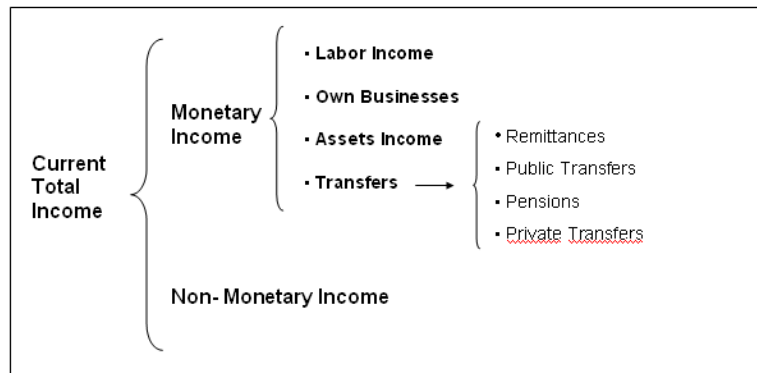 Current
Total
Income
Monetary
Income
▪ Labor Income
▪ Own Businesses
▪ Assets Income
▪ Transfers
• Remittances
▪ Public Transfers
▪ Pensions
▪ Private Transfers
Non- Monetary Income